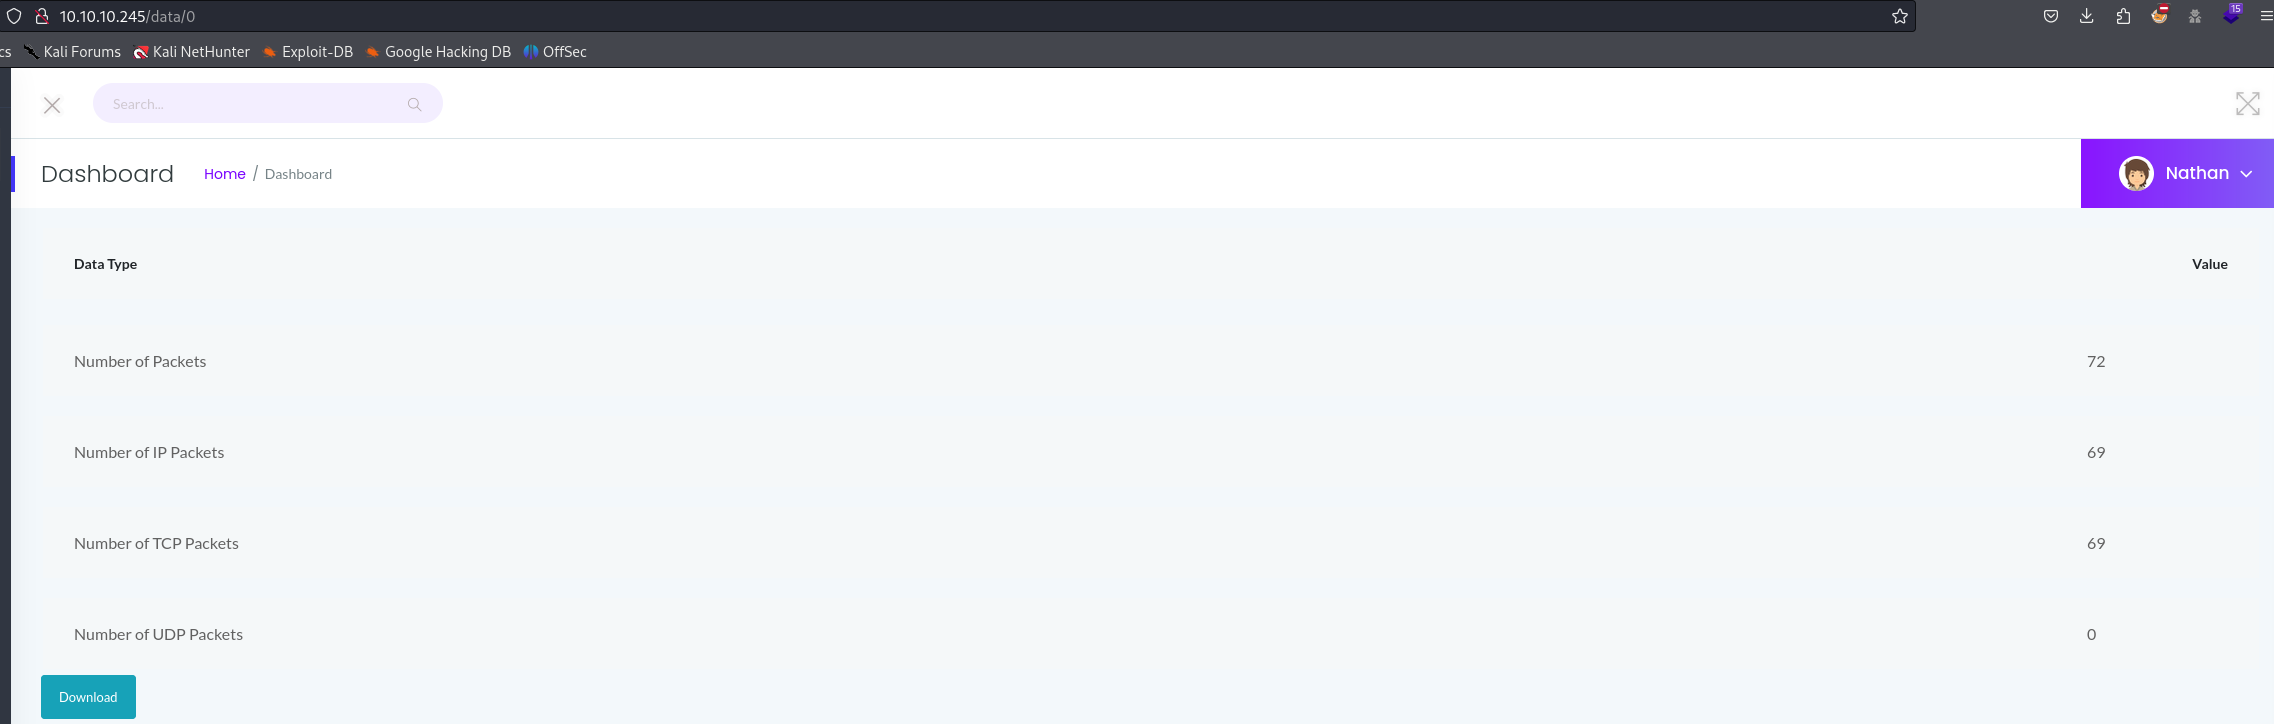 10.10.10.245/data/0
15
cs Kali Forums Kali NetHunter Exploit-DB Google Hacking DB OffSec
Search...
Dashboard Home / Dashboard Nathan
Data Type Value
Number of Packets 72
Number of IP Packets 69
Number of TCP Packets 69
Number of UDP Packets 0
Download